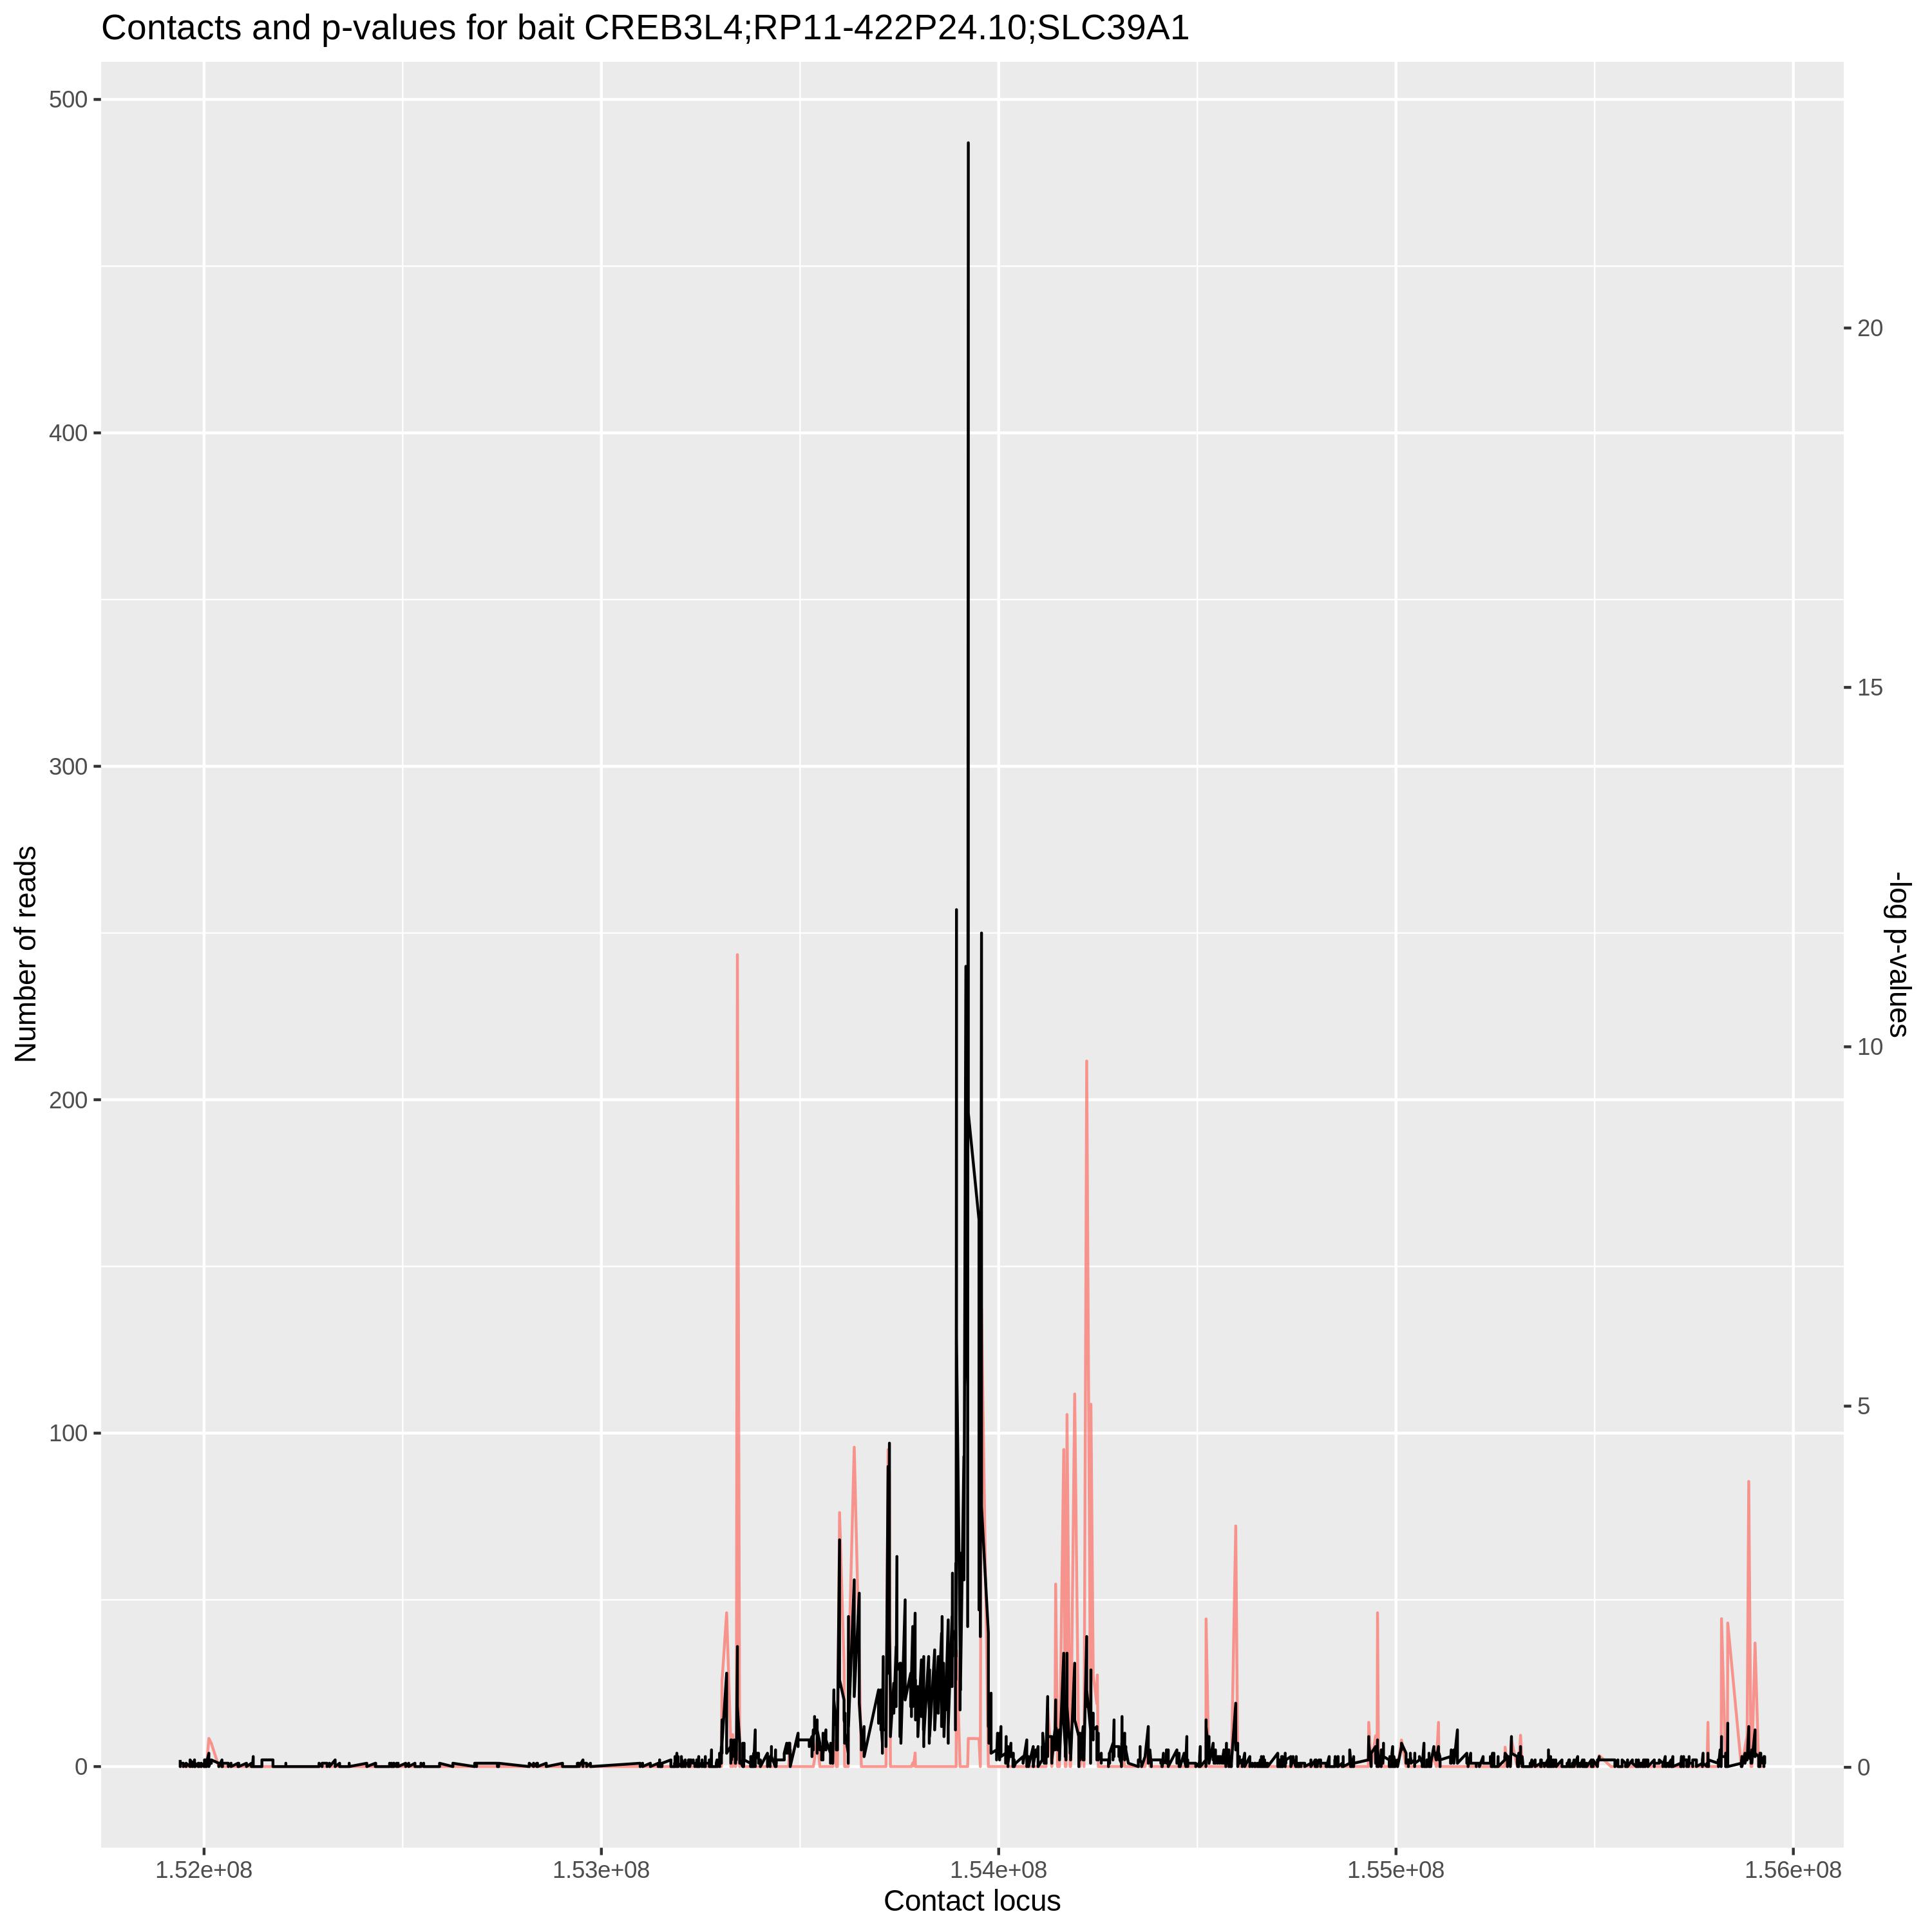 Contacts and p-values for bait CREB3L4;RP11-422P24.10;SLC39A1
500
400
300
200
100
0
Number of reads
20
15
10
5
0
-log p-values
1.52e+08
1.53e+08
1.54e+08
1.55e+08
1.56e+08
Contact locus